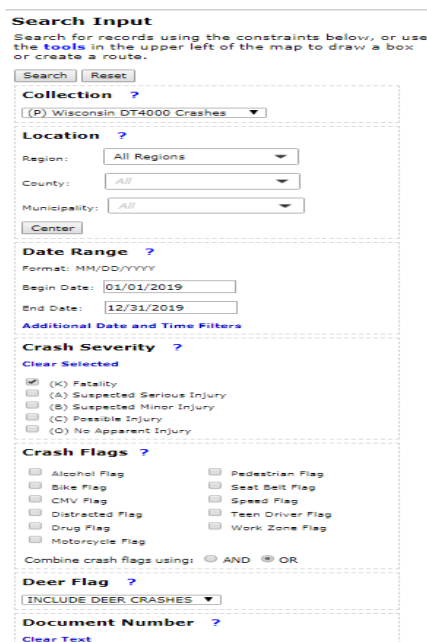 Search Input
Search for records using the constraints below, or use
the tools in the upper left of the map to draw a box
or create a route.
Search Reset
Collection ?
(P) Wisconsin DT4000 Crashes
Location ?
Region: All Regions
County: All
Municipality: All
Center
Date Range ?
Format: MM/DD/YYYY
Begin Date: 01/01/2019
End Date: 12/31/2019
Additional Date and Time Filters
Crash Severity ?
Clear Selected
(K) Fatality
(A) Suspected Serious Injury
(B) Suspected Minor Injury
(C) Possible Injury
(O) No Apparent Injury
Crash Flags ?
Alcohol Flag Pedestrian Flag
Bike Flag Seat Belt Flag
CMV Flag Speed Flag
Distracted Flag Teen Driver Flag
Drug Flag Work Zone Flag
Motorcycle Flag
Combine crash flags using: AND OR
Deer Flag ?
INCLUDE DEER CRASHES
Document Number ?
Clear Text